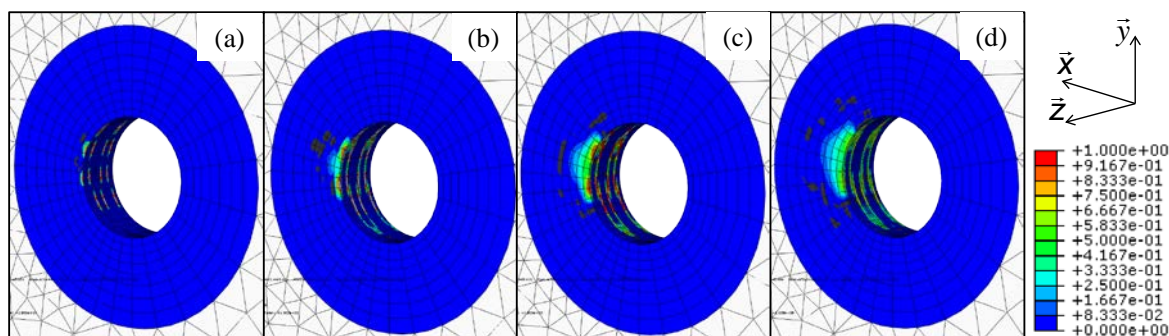 (a)
(b)
(c)
(d)
y
x
z
+1.000e+00
+9.167e-01
+8.333e-01
+7.500e-01
+6.667e-01
+5.833e-01
+5.000e-01
+4.167e-01
+3.333e-01
+2.500e-01
+1.667e-01
+8.333e-02
+0.000e+00